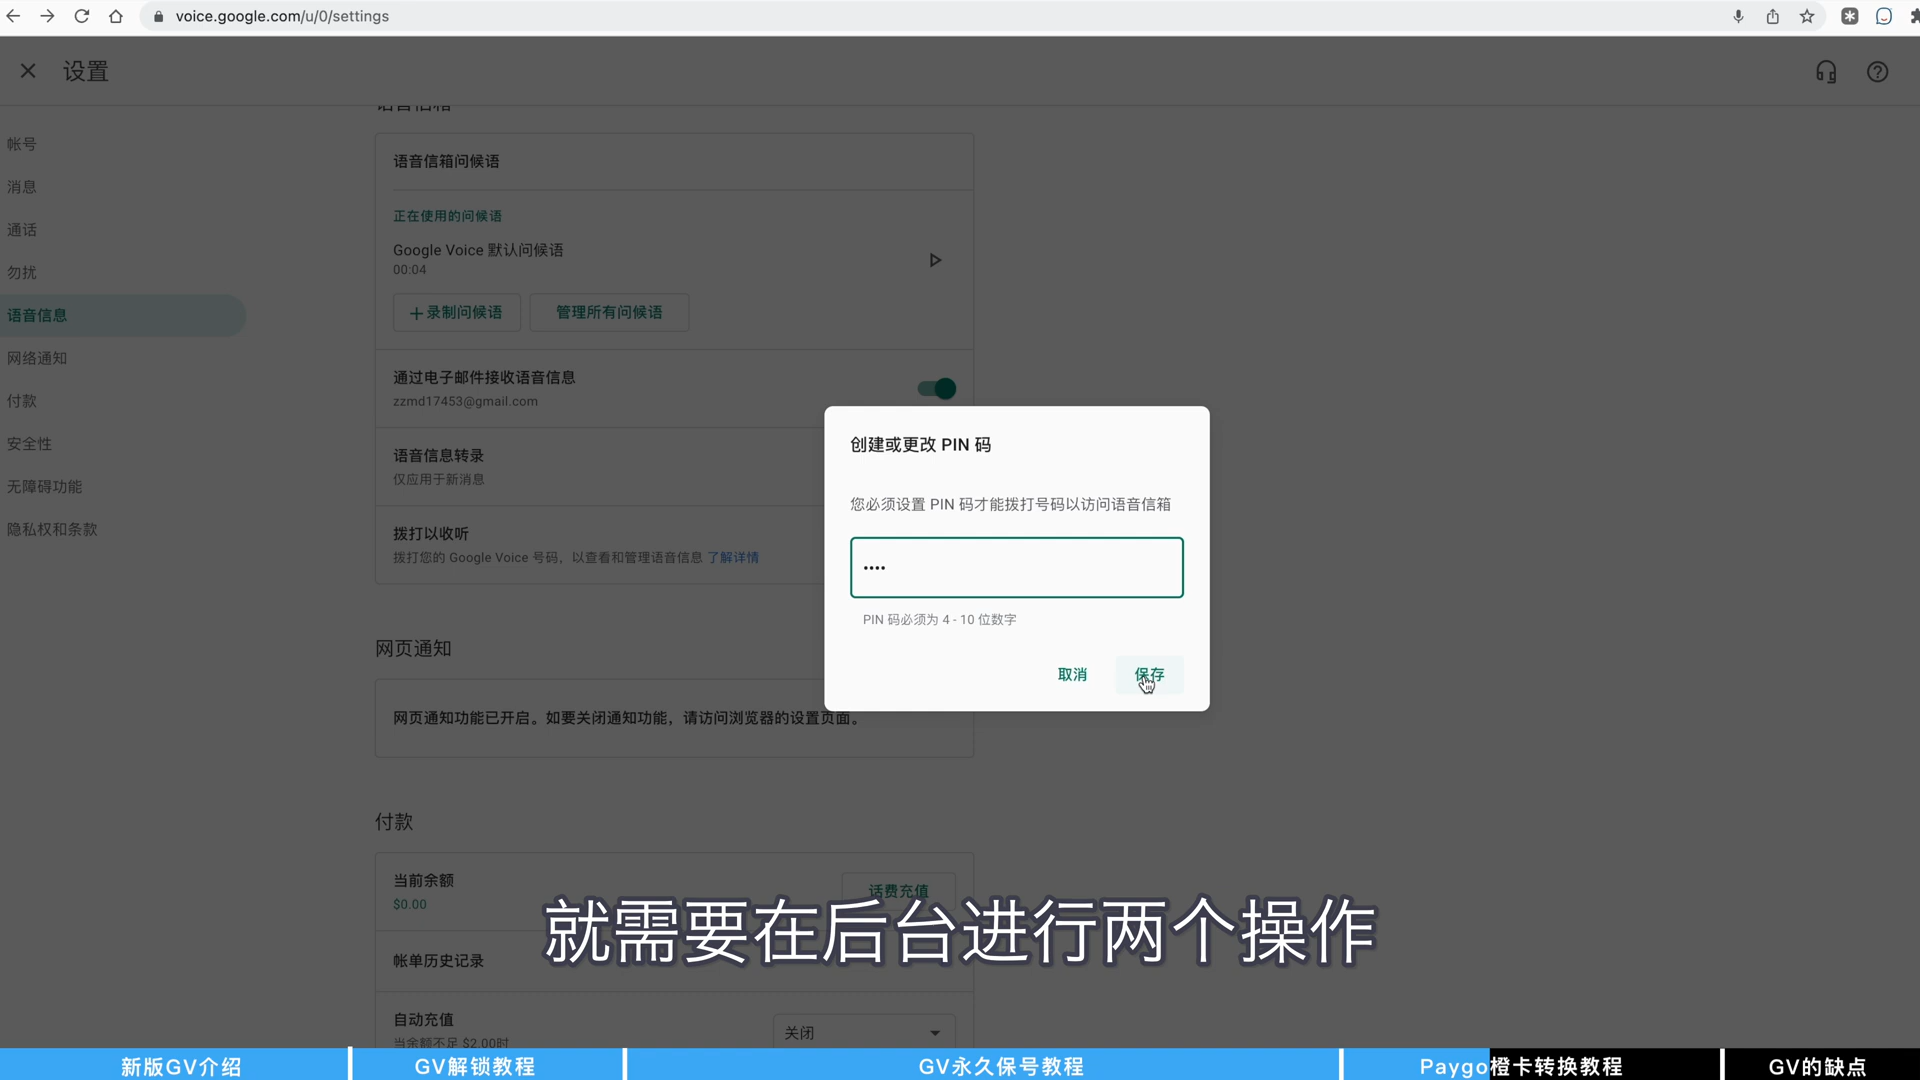 voice.google.com/u/0/settings
设置
帐号
消息
通话
勿扰
语音信息
网络通知
付款
安全性
无障碍功能
隐私权和条款
语音信箱
语音信箱问候语
正在使用的问候语
Google Voice 默认问候语
00:04
录制问候语
管理所有问候语
通过电子邮件接收语音信息
zzmd17453@gmail.com
语音信息转录
仅应用于新消息
拨打以收听
拨打您的 Google Voice 号码，以查看和管理语音信息 了解详情
创建或更改 PIN 码
您必须设置 PIN 码才能拨打号码以访问语音信箱
••••
PIN 码必须为 4 - 10 位数字
取消
保存
网页通知
网页通知功能已开启。如要关闭通知功能，请访问浏览器的设置页面。
付款
当前余额
$0.00
话费充值
就需要在后台进行两个操作
帐单历史记录
自动充值
当余额不足 $2.00时
关闭
新版GV介绍
GV解锁教程
GV永久保号教程
Paygo橙卡转换教程
GV的缺点